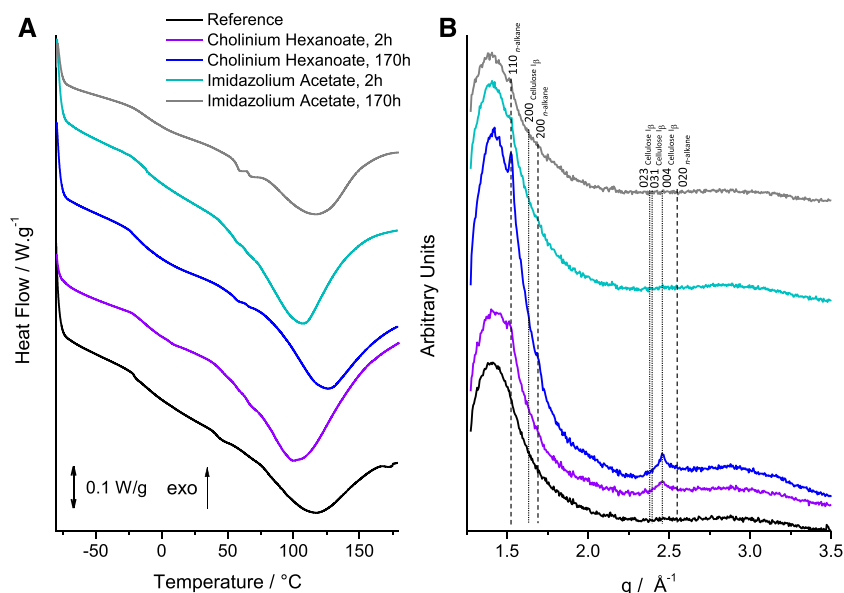 A
Reference
Cholinium Hexanoate, 2h
Cholinium Hexanoate, 170h
Imidazolium Acetate, 2h
Imidazolium Acetate, 170h
Heat Flow / W.g-1
0.1 W/g
exo
-50
0
50
100
150
Temperature / °C
B
110 n-alkane
200 Cellulose Iβ
200 n-alkane
023 Cellulose Iβ
031 Cellulose Iβ
004 Cellulose Iβ
020 n-alkane
Arbitrary Units
1.5
2.0
2.5
3.0
3.5
q / Å-1